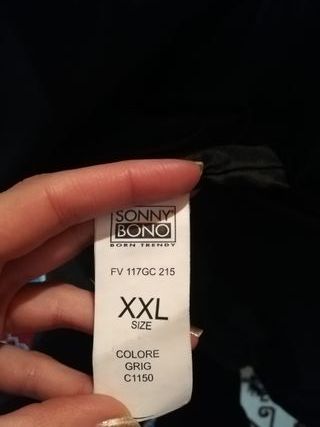 SONNY
BONO
BORN TRENDY
FV 117GC 215
XXL
SIZE
COLORE
GRIG
C1150